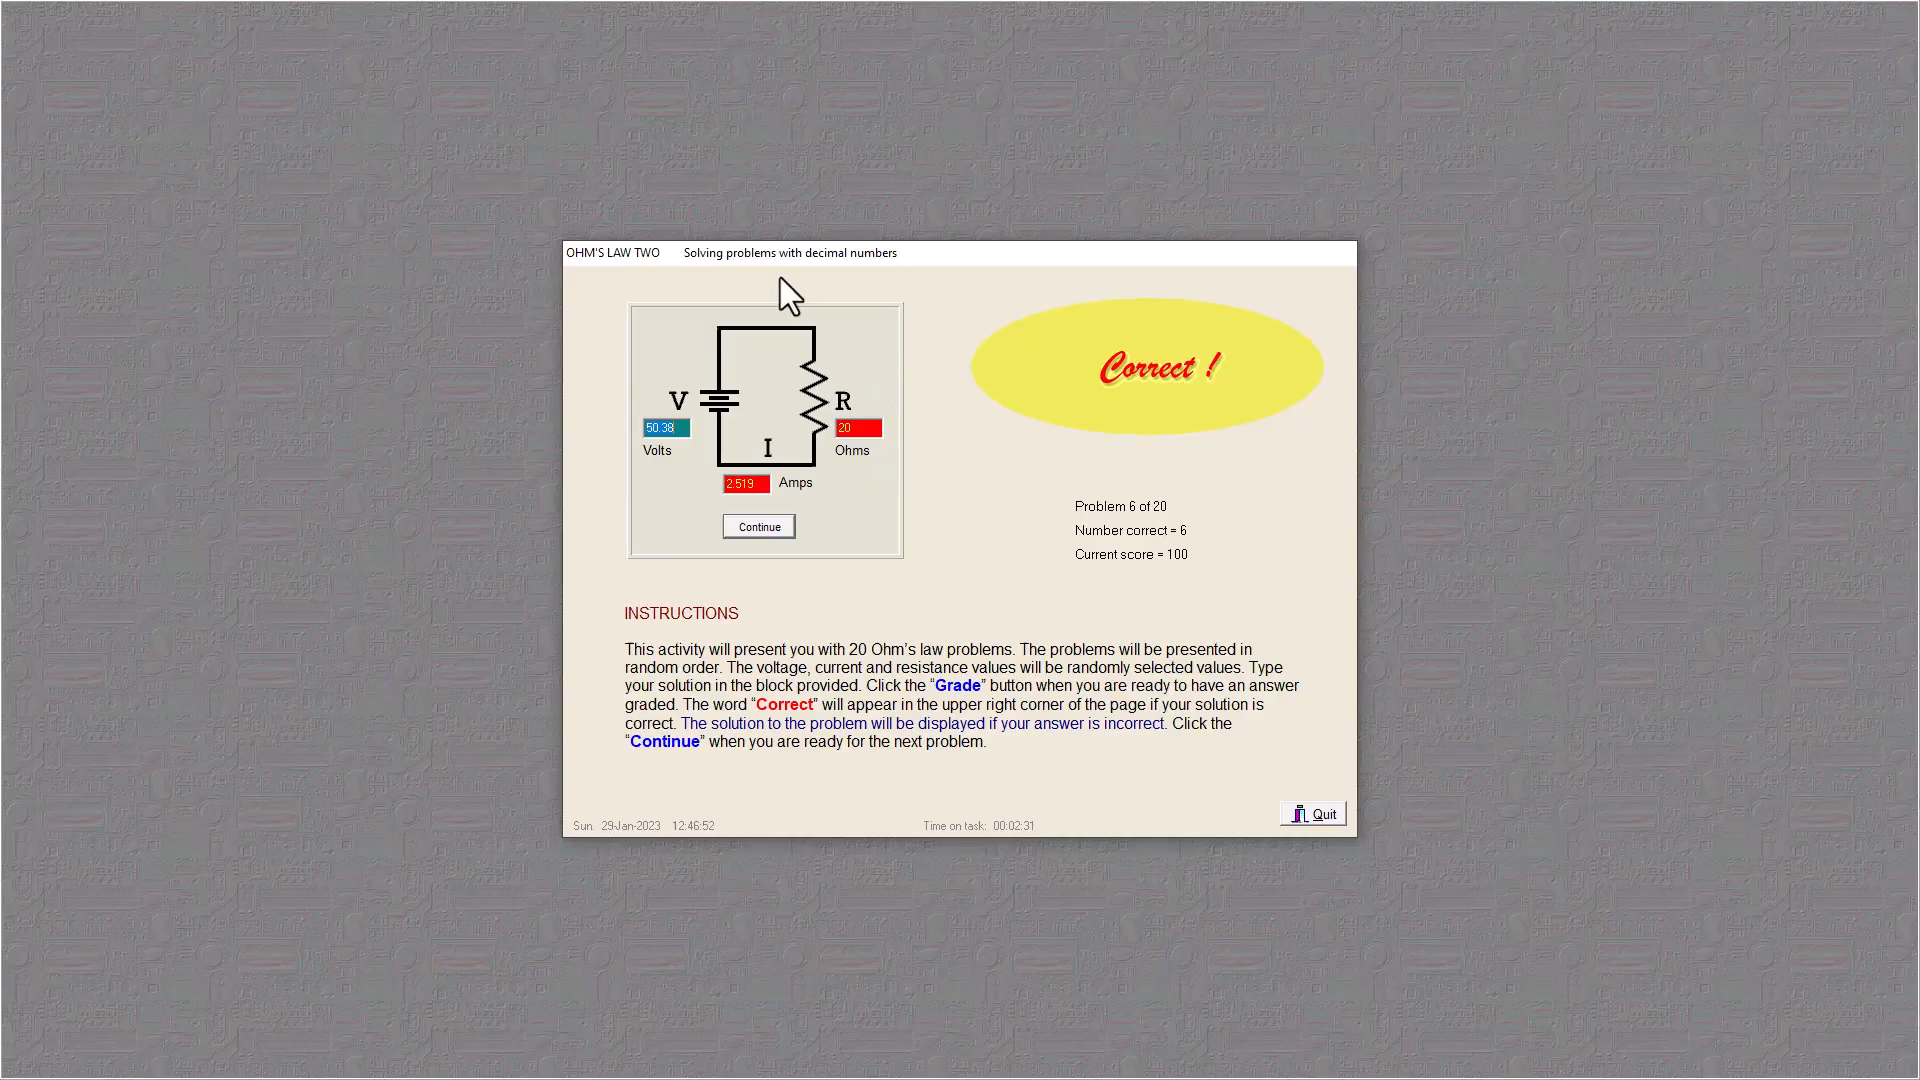 OHM'S LAW TWO Solving problems with decimal numbers
Correct !
V
R
50.38
20
Volts
I
Ohms
2.519 Amps
Continue
Problem 6 of 20
Number correct = 6
Current score = 100
INSTRUCTIONS
This activity will present you with 20 Ohm's law problems. The problems will be presented in
random order. The voltage, current and resistance values will be randomly selected values. Type
your solution in the block provided. Click the “Grade” button when you are ready to have an answer
graded. The word “Correct” will appear in the upper right corner of the page if your solution is
correct. The solution to the problem will be displayed if your answer is incorrect. Click the
“Continue” when you are ready for the next problem.
Quit
Sun. 29-Jan-2023 12:46:52 Time on task: 00:02:31